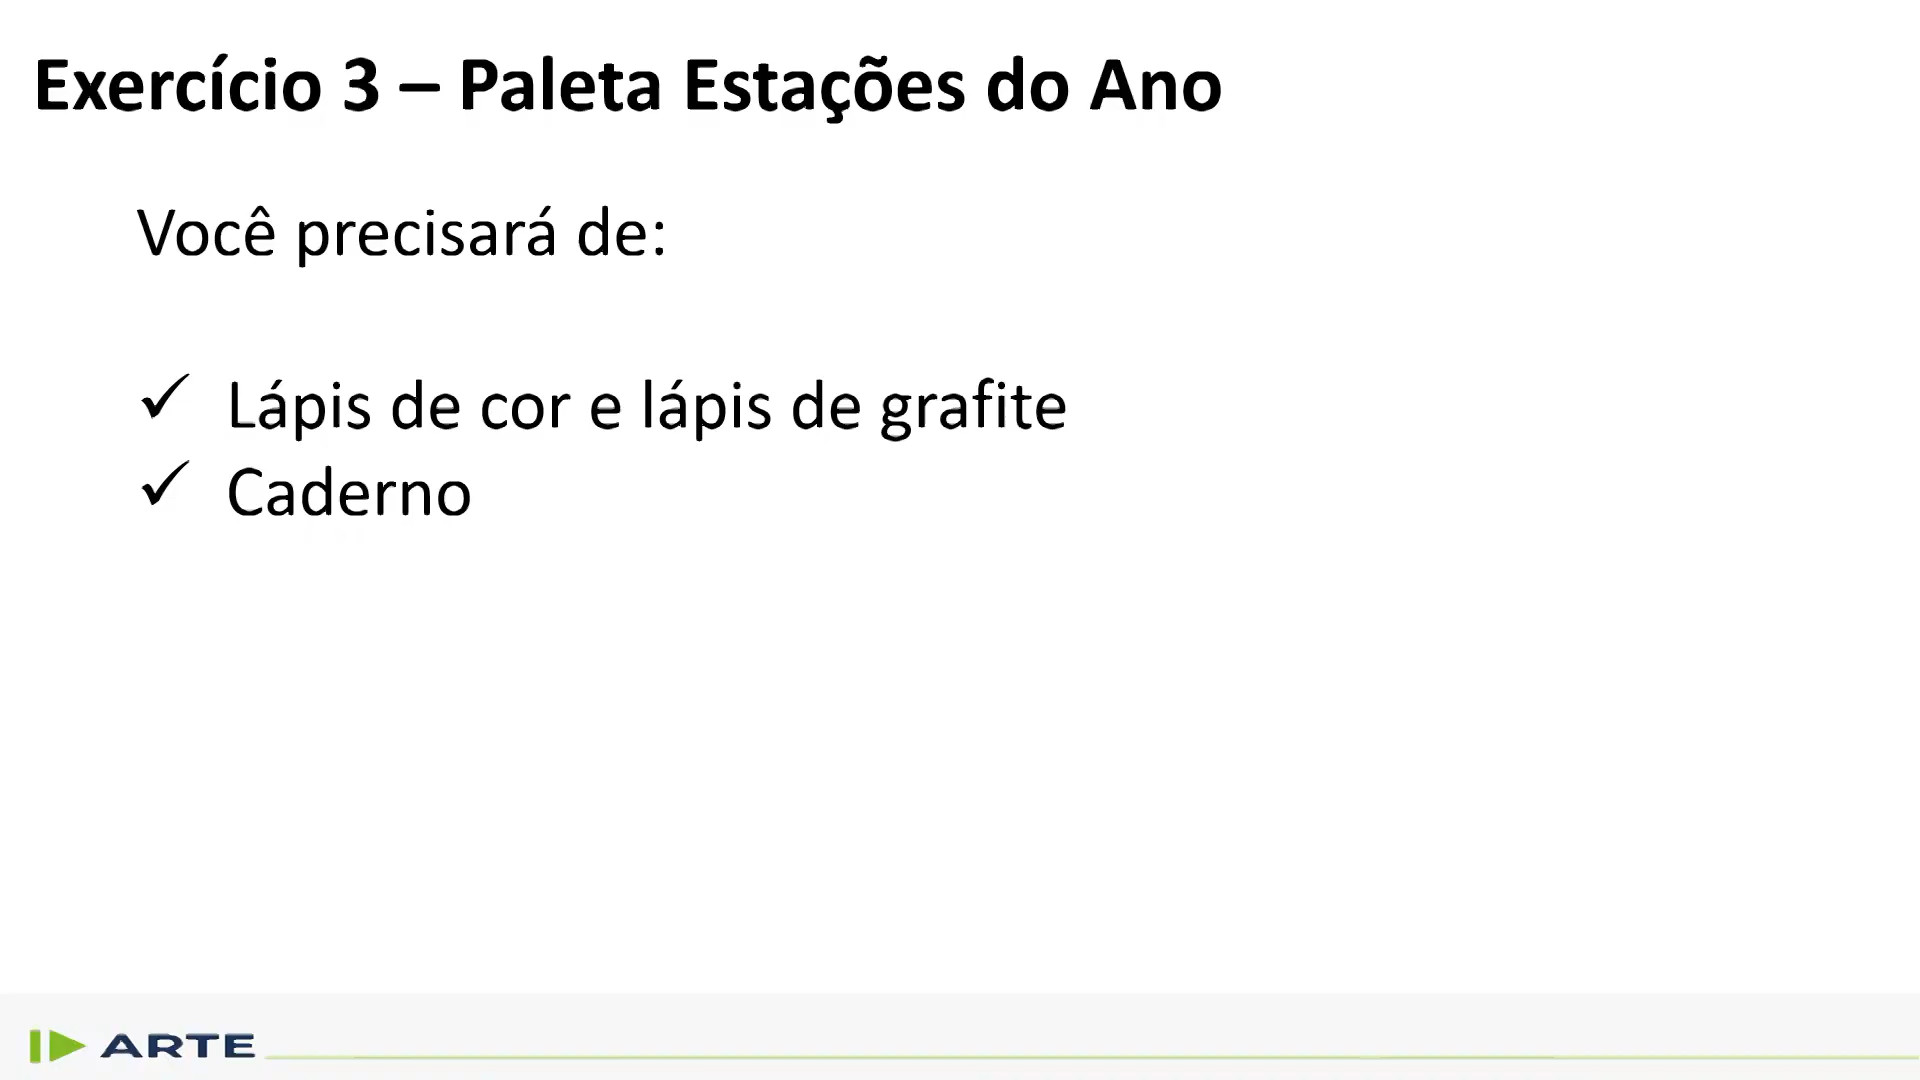 Exercício 3 – Paleta Estações do Ano
Você precisará de:
✓ Lápis de cor e lápis de grafite
✓ Caderno
ARTE